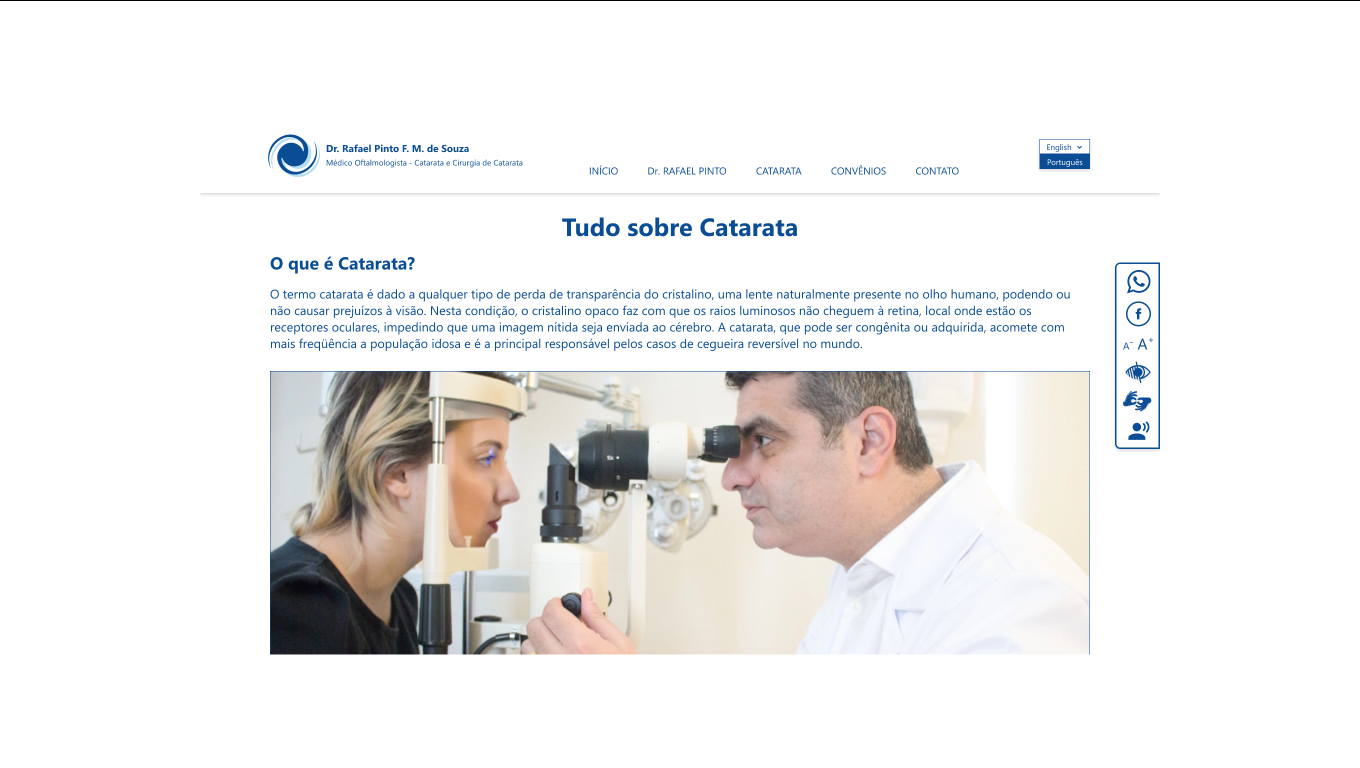 Dr. Rafael Pinto F. M. de Souza
Médico Oftalmologista - Catarata e Cirurgia de Catarata
INÍCIO Dr. RAFAEL PINTO CATARATA CONVÊNIOS CONTATO
English
Português
Tudo sobre Catarata
O que é Catarata?
O termo catarata é dado a qualquer tipo de perda de transparência do cristalino, uma lente naturalmente presente no olho humano, podendo ou
não causar prejuízos à visão. Nesta condição, o cristalino opaco faz com que os raios luminosos não cheguem à retina, local onde estão os
receptores oculares, impedindo que uma imagem nítida seja enviada ao cérebro. A catarata, que pode ser congênita ou adquirida, acomete com
mais freqüência a população idosa e é a principal responsável pelos casos de cegueira reversível no mundo.
A- A+